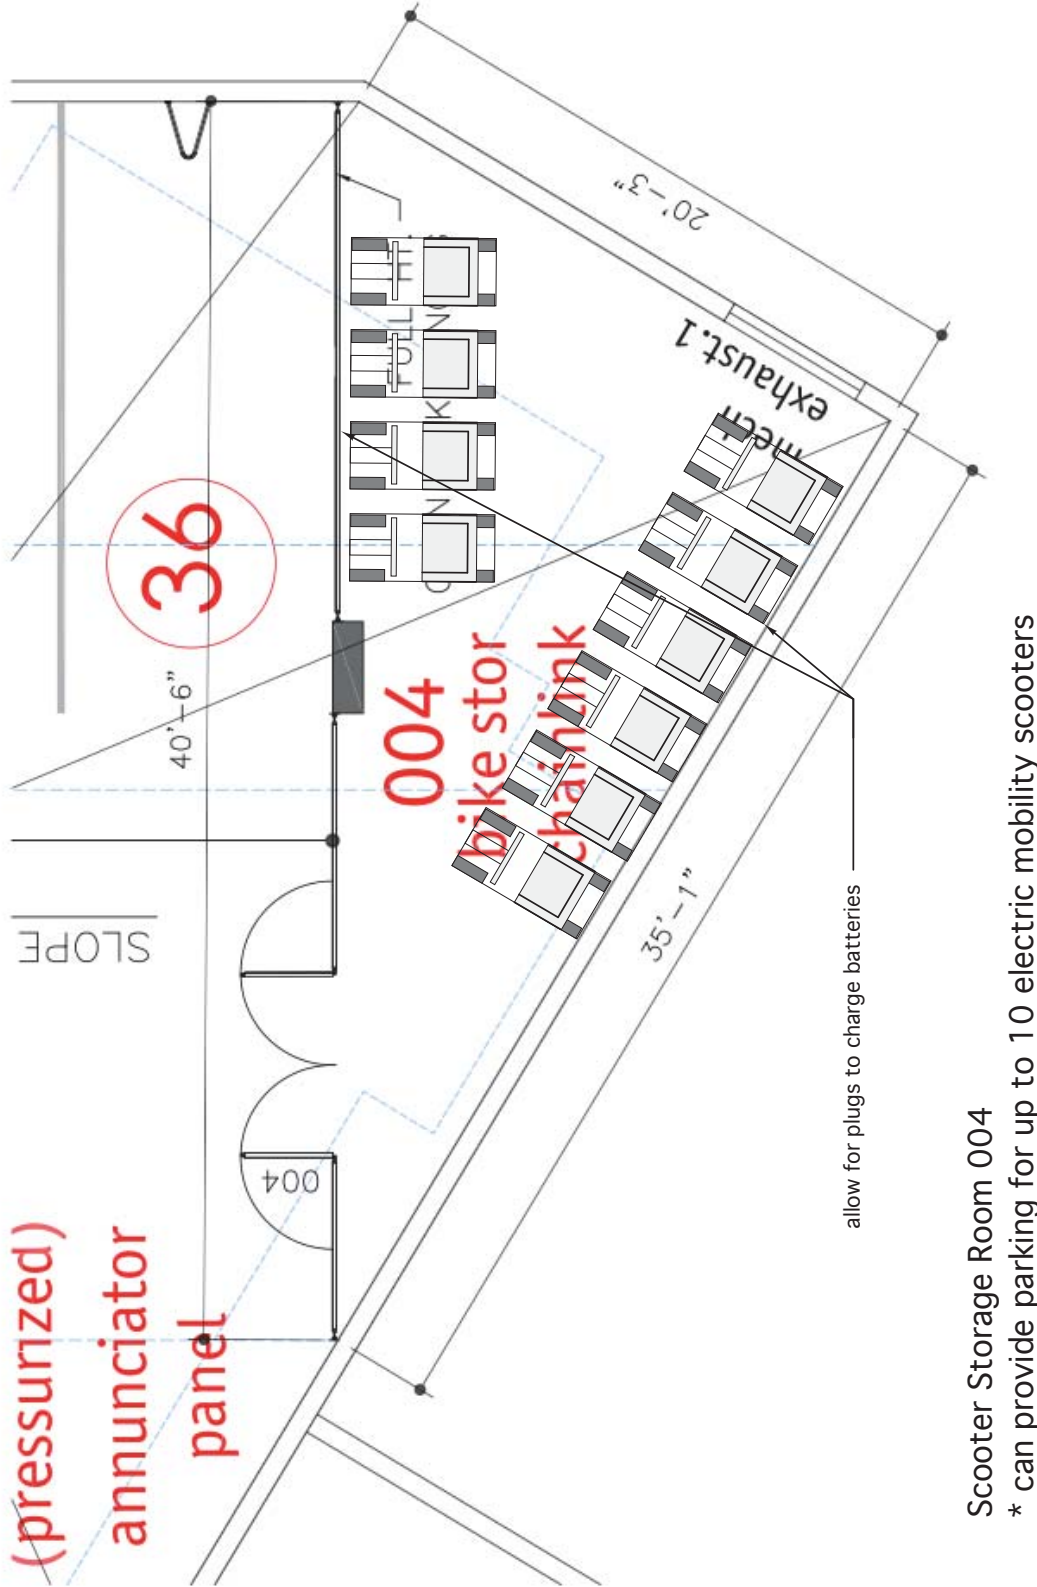 (pressurized)
annunciator
panel
SLOPE
004
40'-6"
36
004
bike stor
chainlink
FULL HT.
mech
exhaust.1
20'-3"
35'-1"
allow for plugs to charge batteries
Scooter Storage Room 004
* can provide parking for up to 10 electric mobility scooters